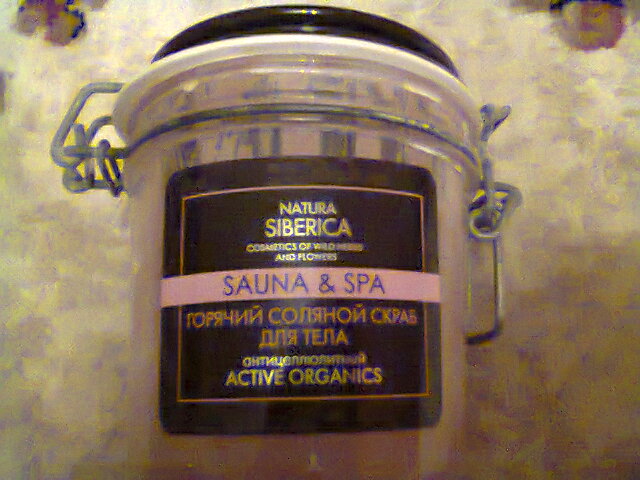 NATURA
SIBERICA
COSMETICS OF WILD HERBS
AND FLOWERS
SAUNA & SPA
ГОРЯЧИЙ СОЛЯНОЙ СКРАБ
ДЛЯ ТЕЛА
антицеллюлитный
ACTIVE ORGANICS